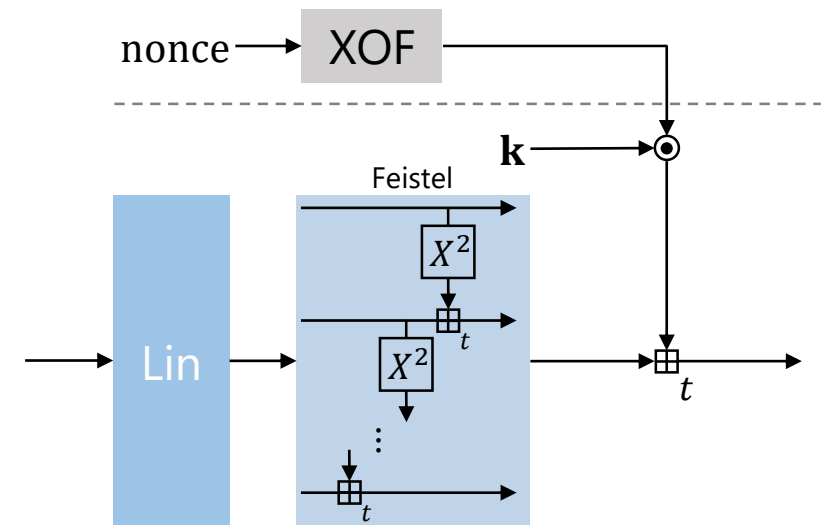 nonce XOF
k
Feistel
X²
t
X²
Lin
t
⋮
t